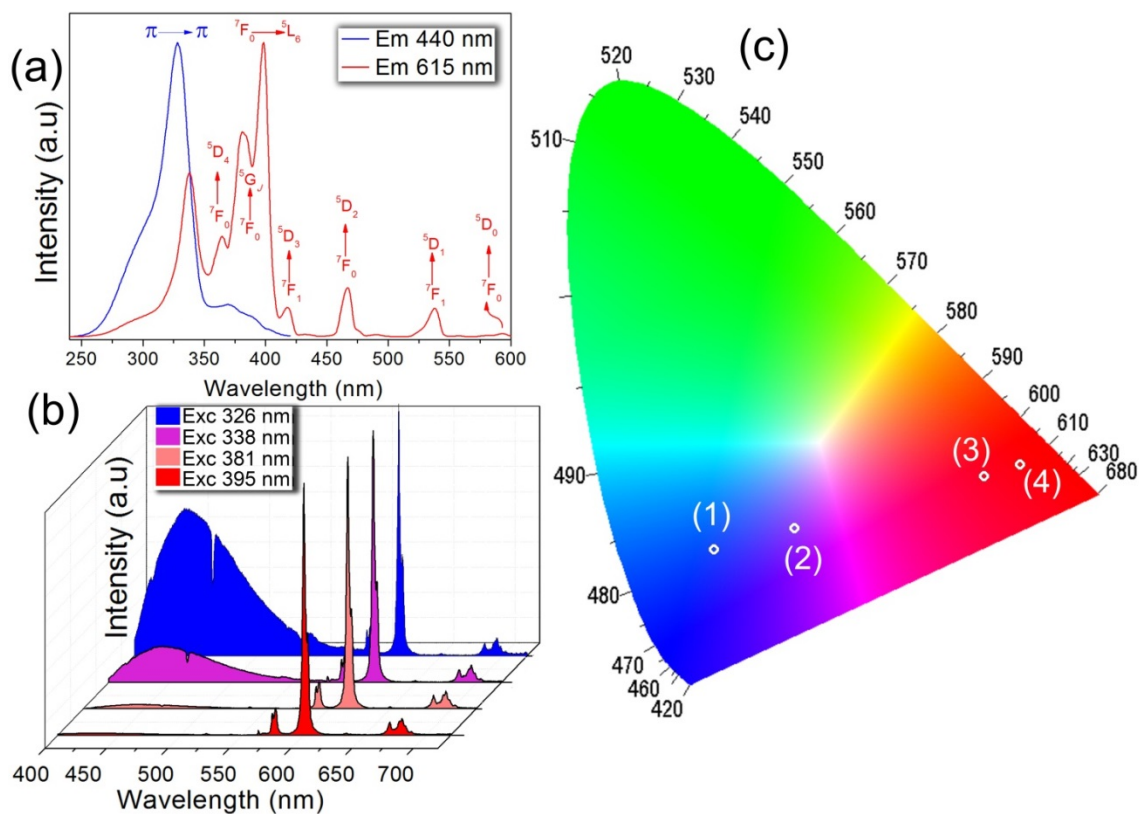 (a)
π → π
⁷F₀ → ⁵L₆
Em 440 nm
Em 615 nm
⁵D₄
⁷F₀
⁵G_J
⁷F₀
⁵D₃
⁷F₁
⁵D₂
⁷F₀
⁵D₁
⁷F₁
⁵D₀
⁷F₀
Intensity (a.u)
250 300 350 400 450 500 550 600
Wavelength (nm)
(b)
Exc 326 nm
Exc 338 nm
Exc 381 nm
Exc 395 nm
Intensity (a.u)
400 450 500 550 600 650 700
Wavelength (nm)
(c)
520
530
540
550
560
570
580
590
600
610
630
680
510
490
480
470
460
420
(1)
(2)
(3)
(4)